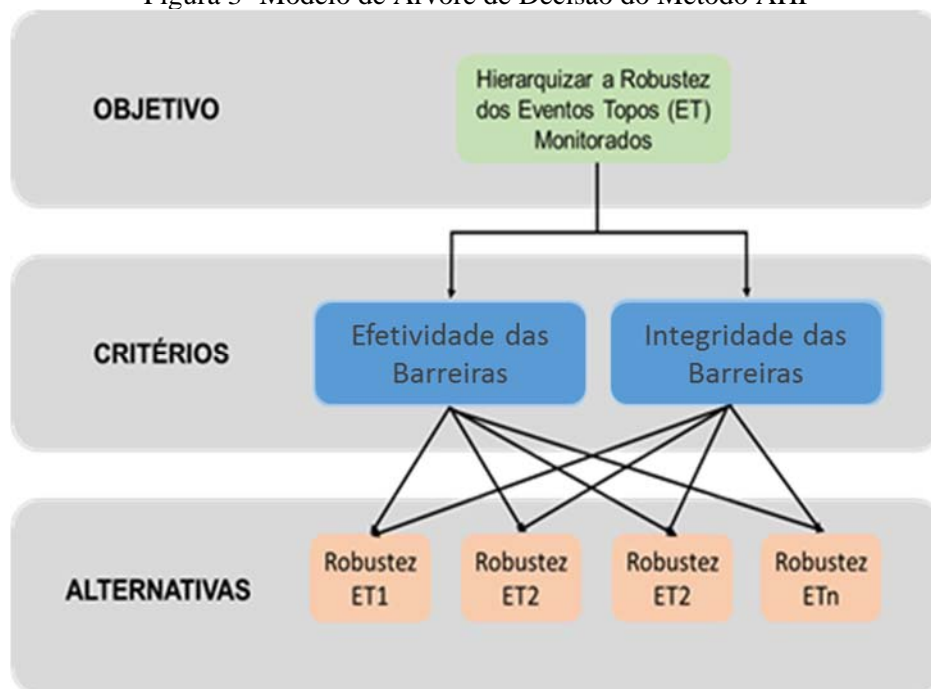 Figura 3- Modelo de Árvore de Decisão do Método AHP
OBJETIVO
Hierarquizar a Robustez
dos Eventos Topos (ET)
Monitorados
CRITÉRIOS
Efetividade das
Barreiras
Integridade das
Barreiras
ALTERNATIVAS
Robustez
ET1
Robustez
ET2
Robustez
ET2
Robustez
ETn